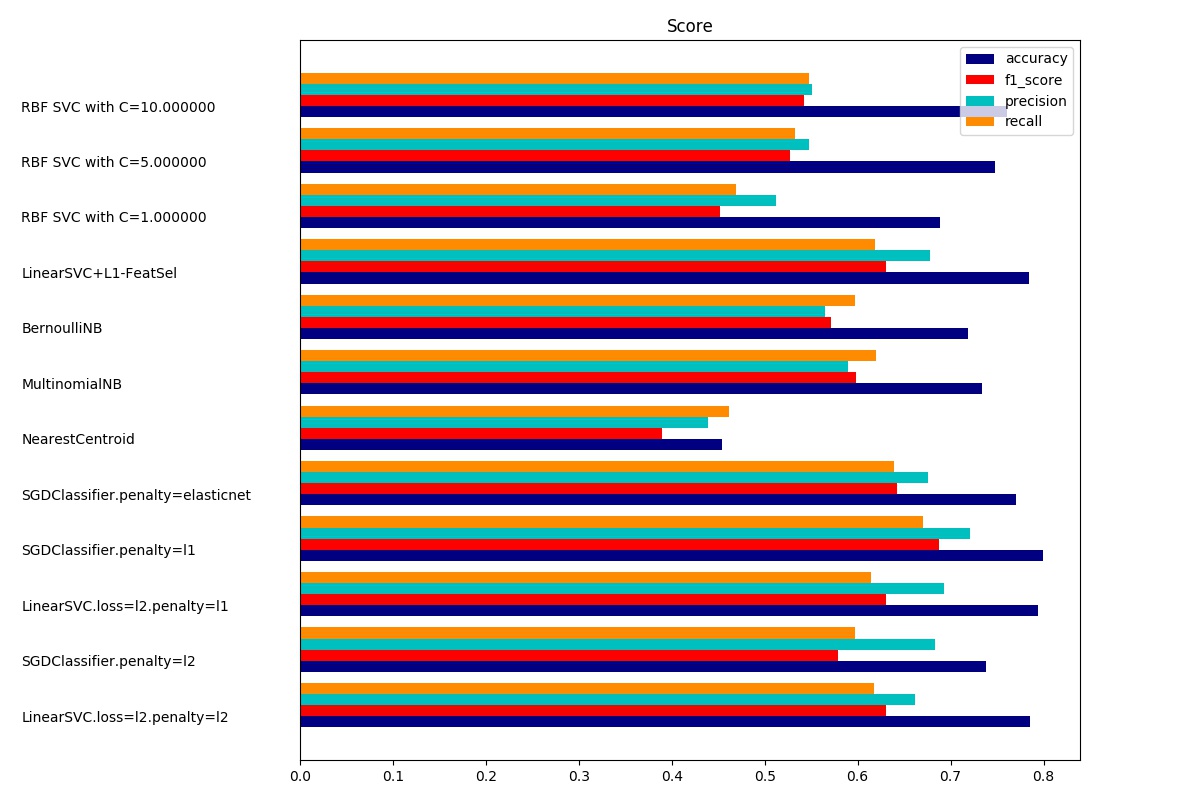 Score
accuracy
f1_score
precision
recall
RBF SVC with C=10.000000
RBF SVC with C=5.000000
RBF SVC with C=1.000000
LinearSVC+L1-FeatSel
BernoulliNB
MultinomialNB
NearestCentroid
SGDClassifier.penalty=elasticnet
SGDClassifier.penalty=l1
LinearSVC.loss=l2.penalty=l1
SGDClassifier.penalty=l2
LinearSVC.loss=l2.penalty=l2
0.0 0.1 0.2 0.3 0.4 0.5 0.6 0.7 0.8